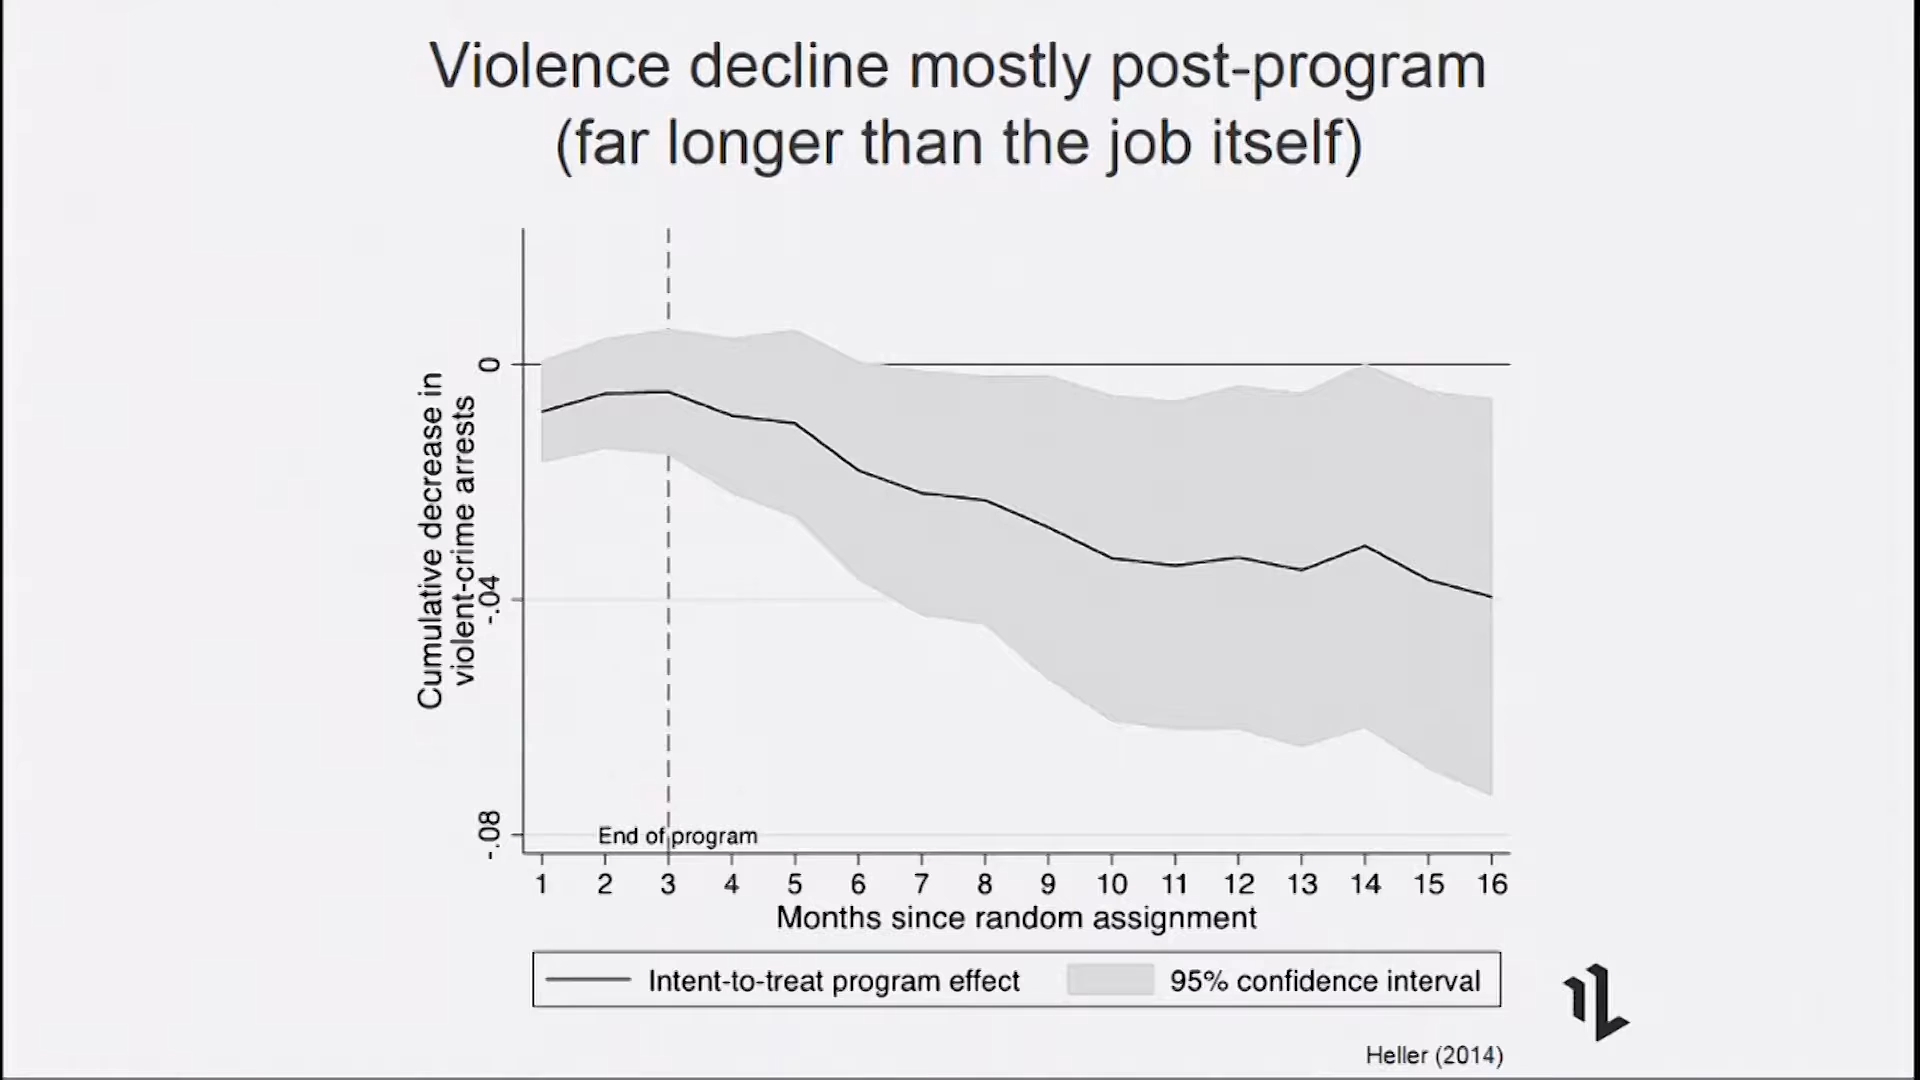 Violence decline mostly post-program
(far longer than the job itself)
Cumulative decrease in
violent-crime arrests
0
-.04
-.08
End of program
1 2 3 4 5 6 7 8 9 10 11 12 13 14 15 16
Months since random assignment
Intent-to-treat program effect
95% confidence interval
Heller (2014)